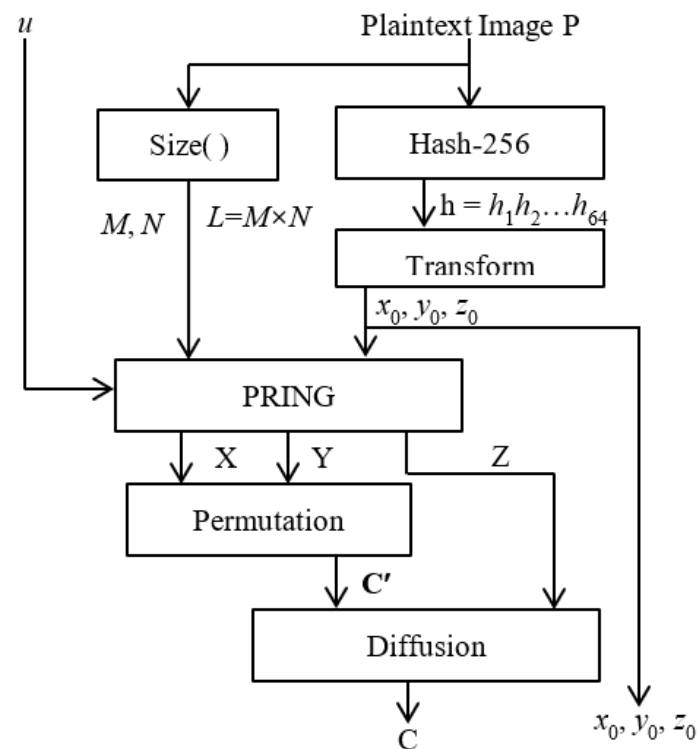 u
Plaintext Image P
Size( )
Hash-256
M, N
L=M×N
h = h₁h₂…h₆₄
Transform
x₀, y₀, z₀
PRING
X
Y
Z
Permutation
C′
Diffusion
C
x₀, y₀, z₀